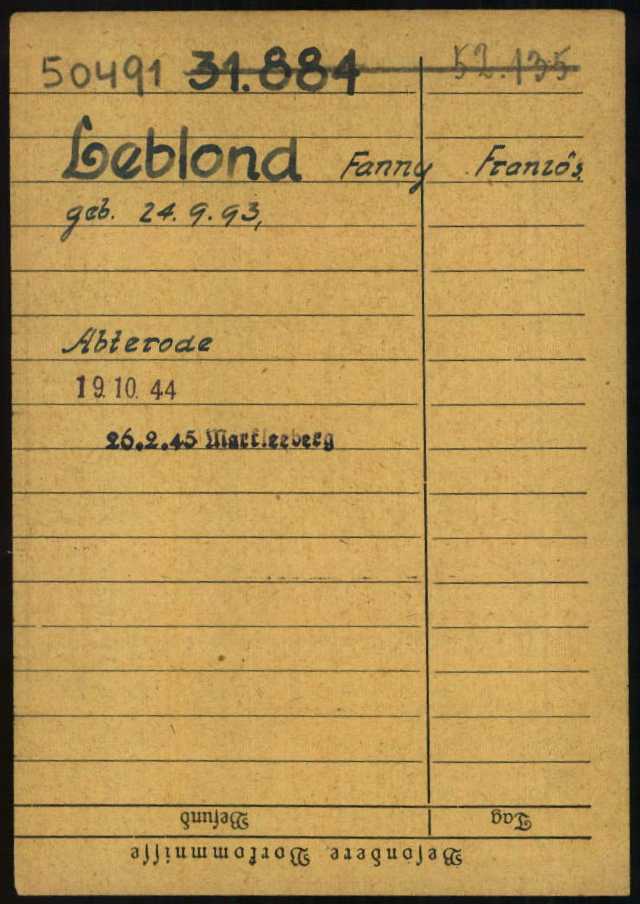 50491 31.884 52.135
Leblond Fanny Französ,
geb. 24.9.93,
Abterode
19.10.44
26.2.45 Markleeberg
Befund Tag
Besondere Vorkommnisse